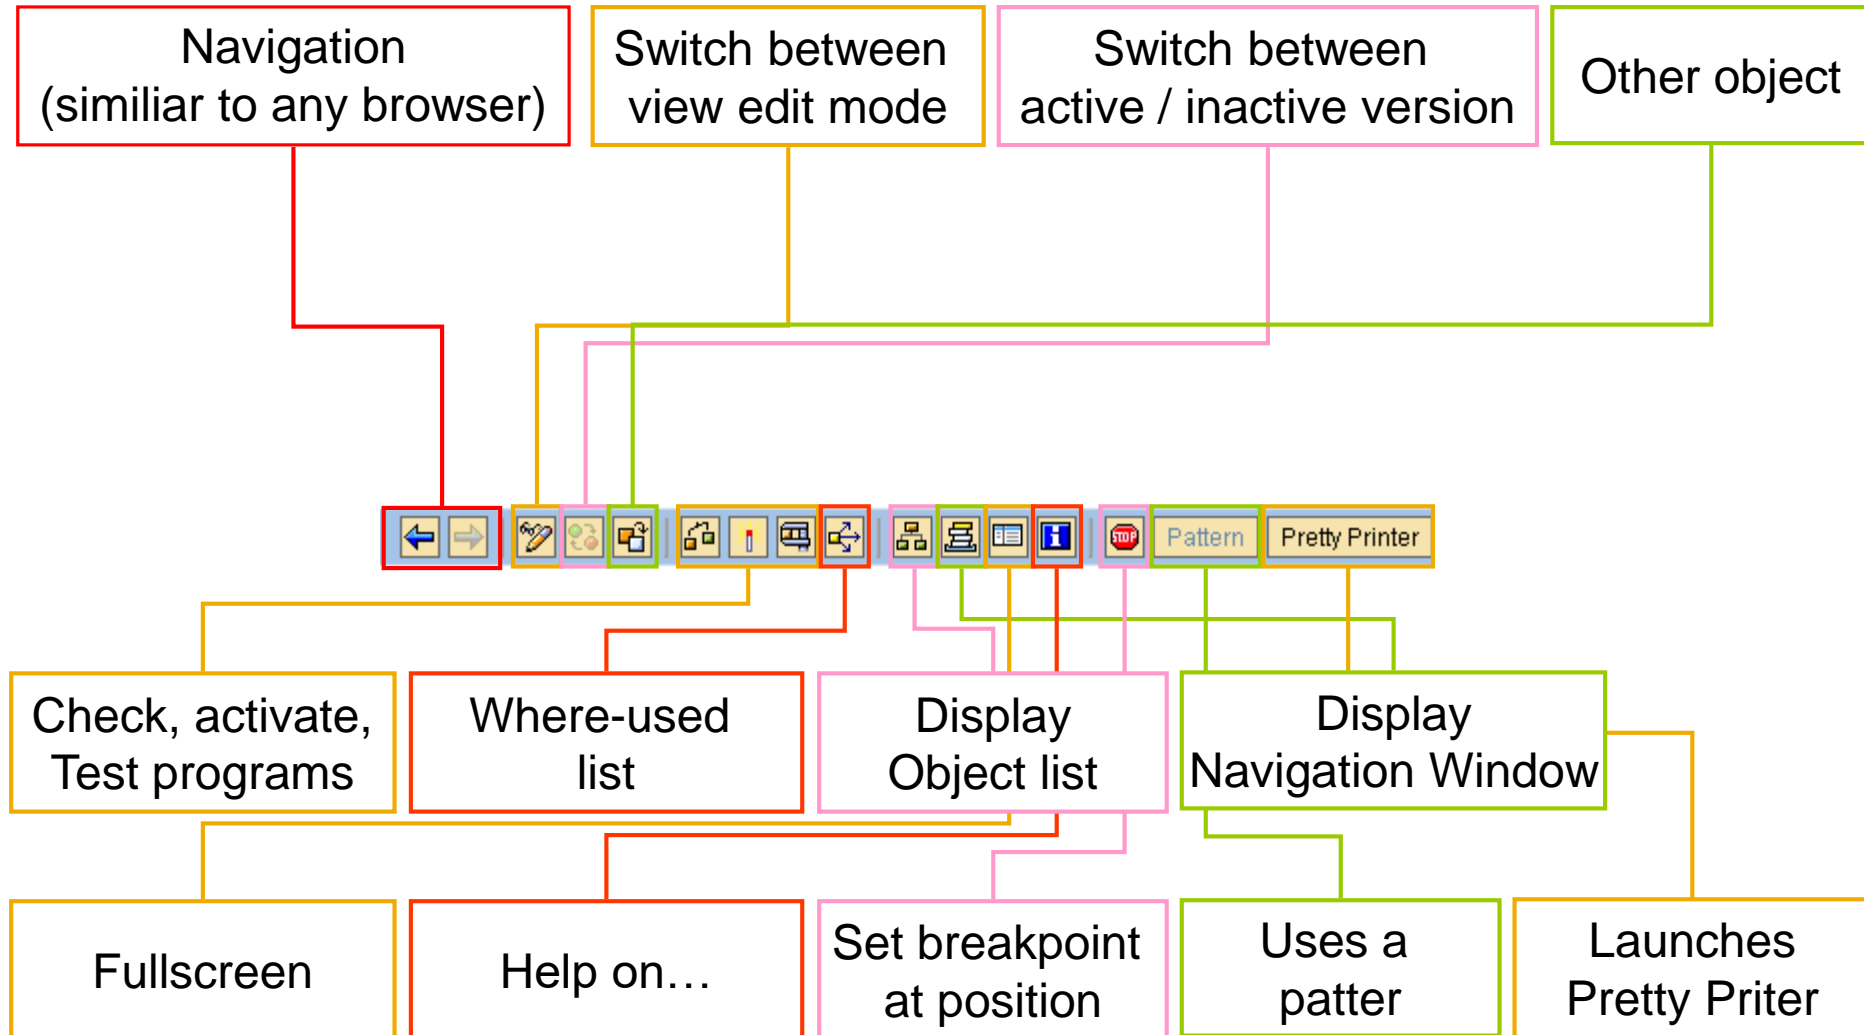 Navigation
(similiar to any browser)
Switch between
view edit mode
Switch between
active / inactive version
Other object
STOP
Pattern
Pretty Printer
Check, activate,
Test programs
Where-used
list
Display
Object list
Display
Navigation Window
Fullscreen
Help on…
Set breakpoint
at position
Uses a
patter
Launches
Pretty Priter